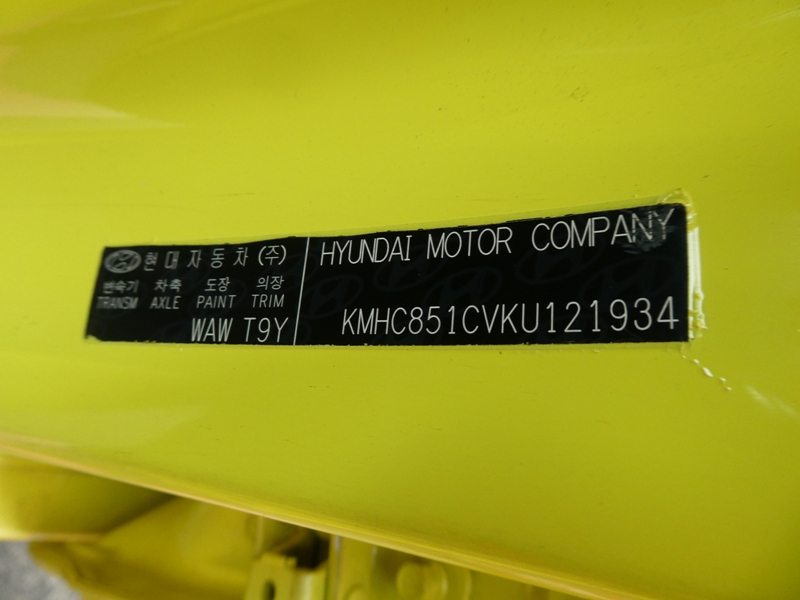 현대자동차(주)
변속기 차축 도장 의장
TRANSM AXLE PAINT TRIM
WAW T9Y
HYUNDAI MOTOR COMPANY
KMHC851CVKU121934